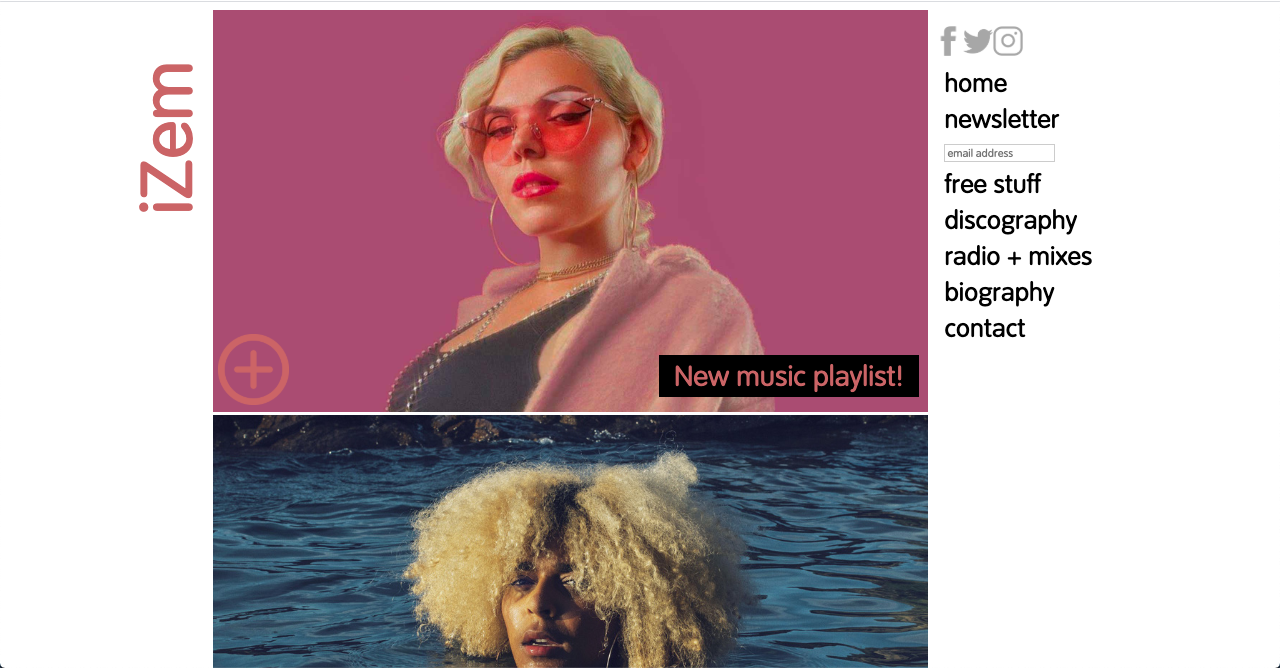 iZem
New music playlist!
home
newsletter
email address
free stuff
discography
radio + mixes
biography
contact